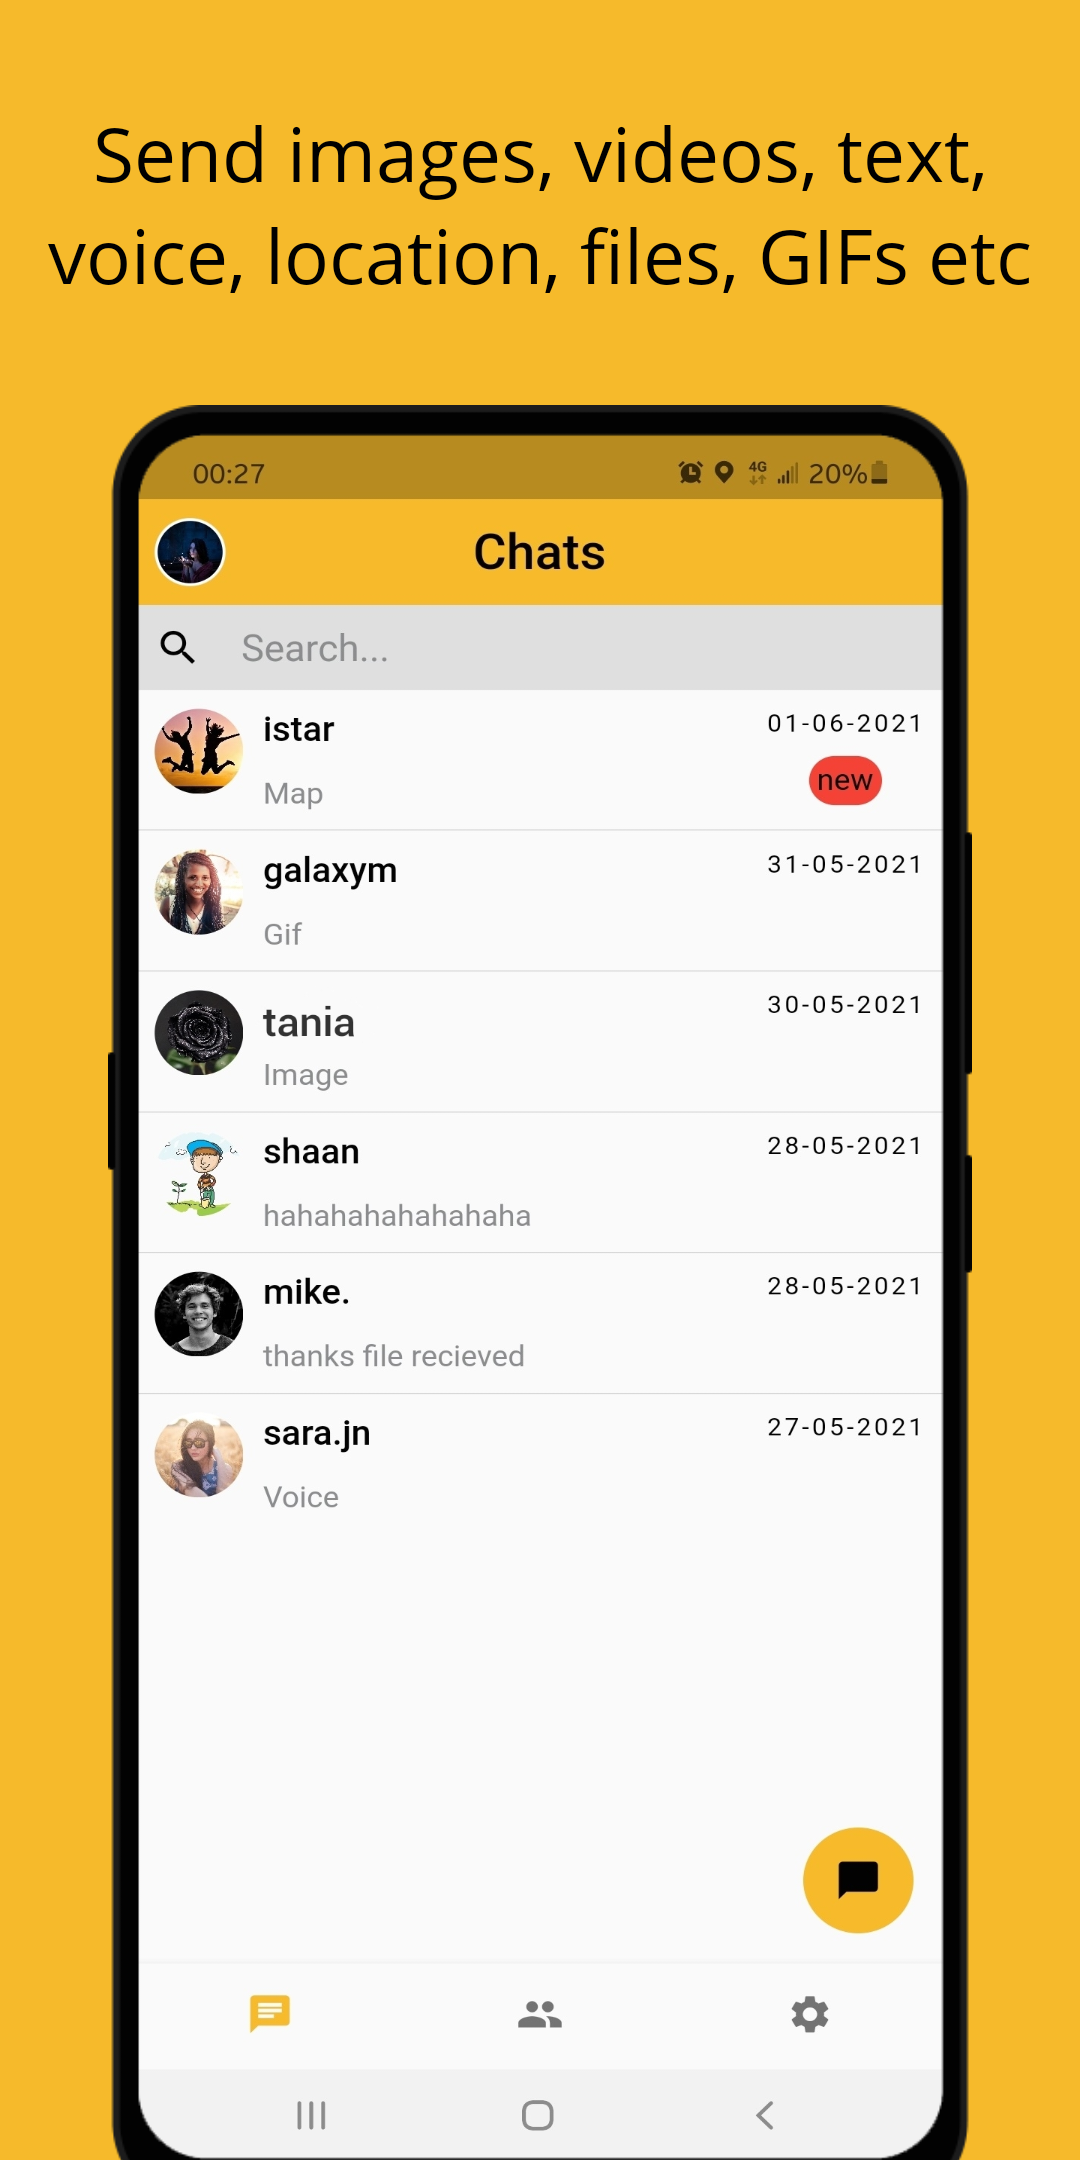 Send images, videos, text,
voice, location, files, GIFs etc
00:27 4G 20%
Chats
Search...
istar 01-06-2021
Map new
galaxym 31-05-2021
Gif
tania 30-05-2021
Image
shaan 28-05-2021
hahahahahahahaha
mike. 28-05-2021
thanks file recieved
sara.jn 27-05-2021
Voice